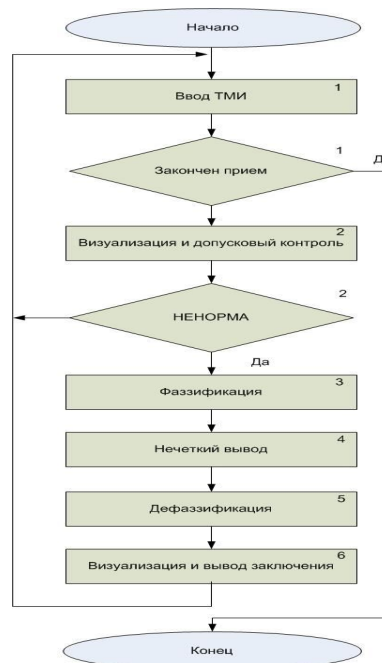 Начало
1
Ввод ТМИ
1
Закончен прием
2
Визуализация и допусковый контроль
2
НЕНОРМА
Да
3
Фаззификация
4
Нечеткий вывод
5
Дефаззификация
6
Визуализация и вывод заключения
Конец